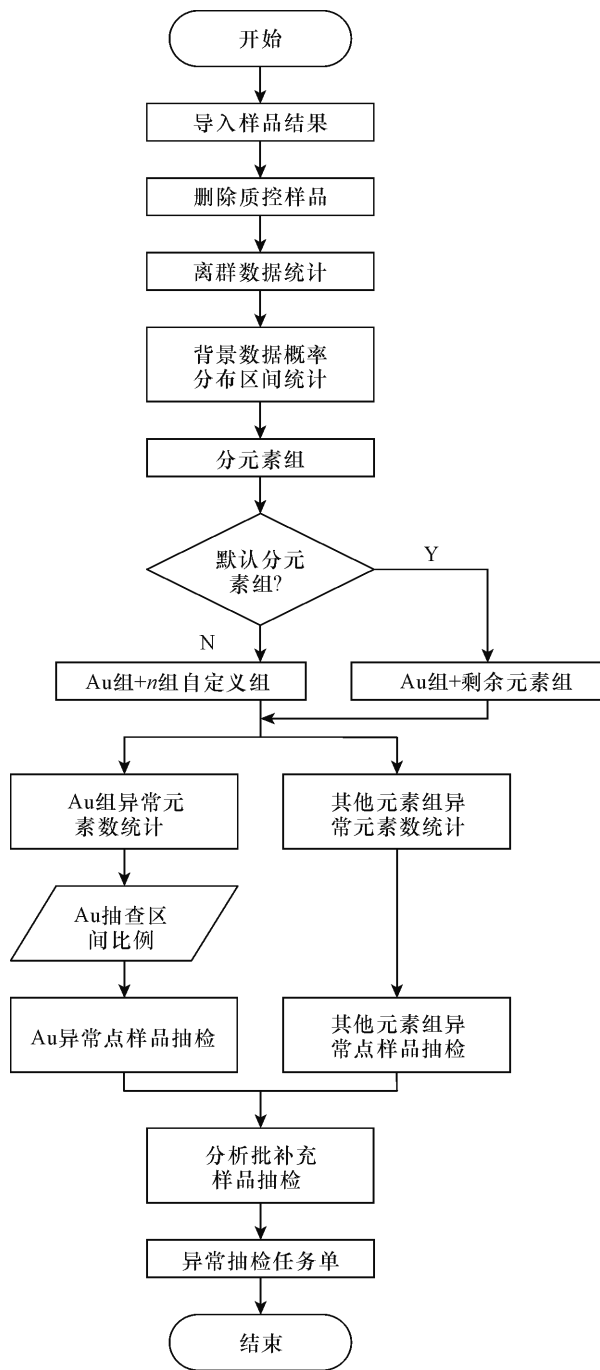 开始
导入样品结果
删除质控样品
离群数据统计
背景数据概率
分布区间统计
分元素组
默认分元
素组?
Y
N
Au组+n组自定义组
Au组+剩余元素组
Au组异常元
素数统计
其他元素组异
常元素数统计
Au抽查区
间比例
Au异常点样品抽检
其他元素组异
常点样品抽检
分析批补充
样品抽检
异常抽检任务单
结束